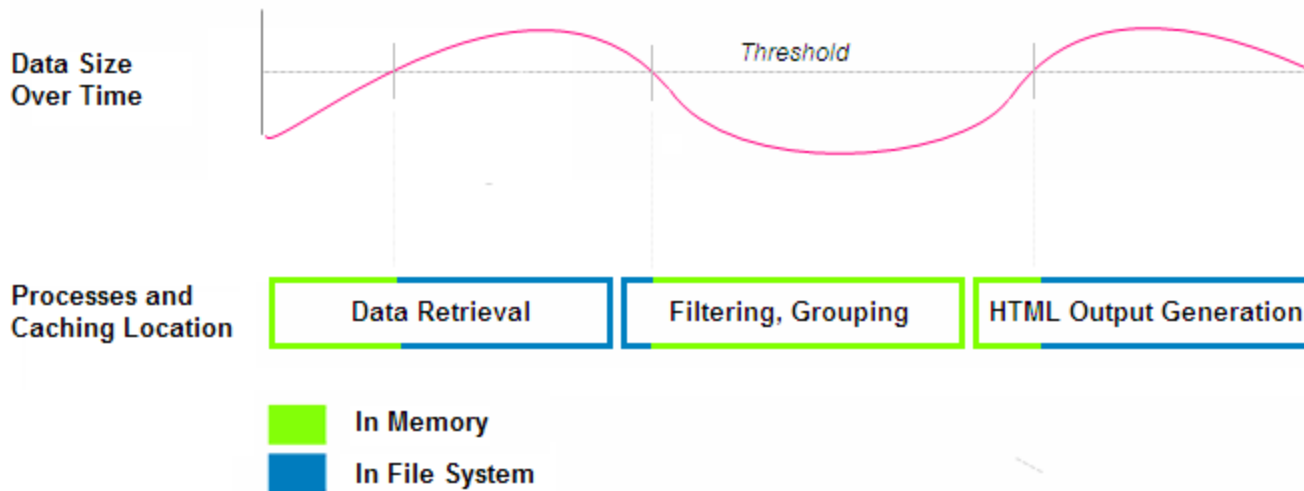 Data Size
Over Time
Threshold
Processes and
Caching Location
Data Retrieval
Filtering, Grouping
HTML Output Generation
In Memory
In File System